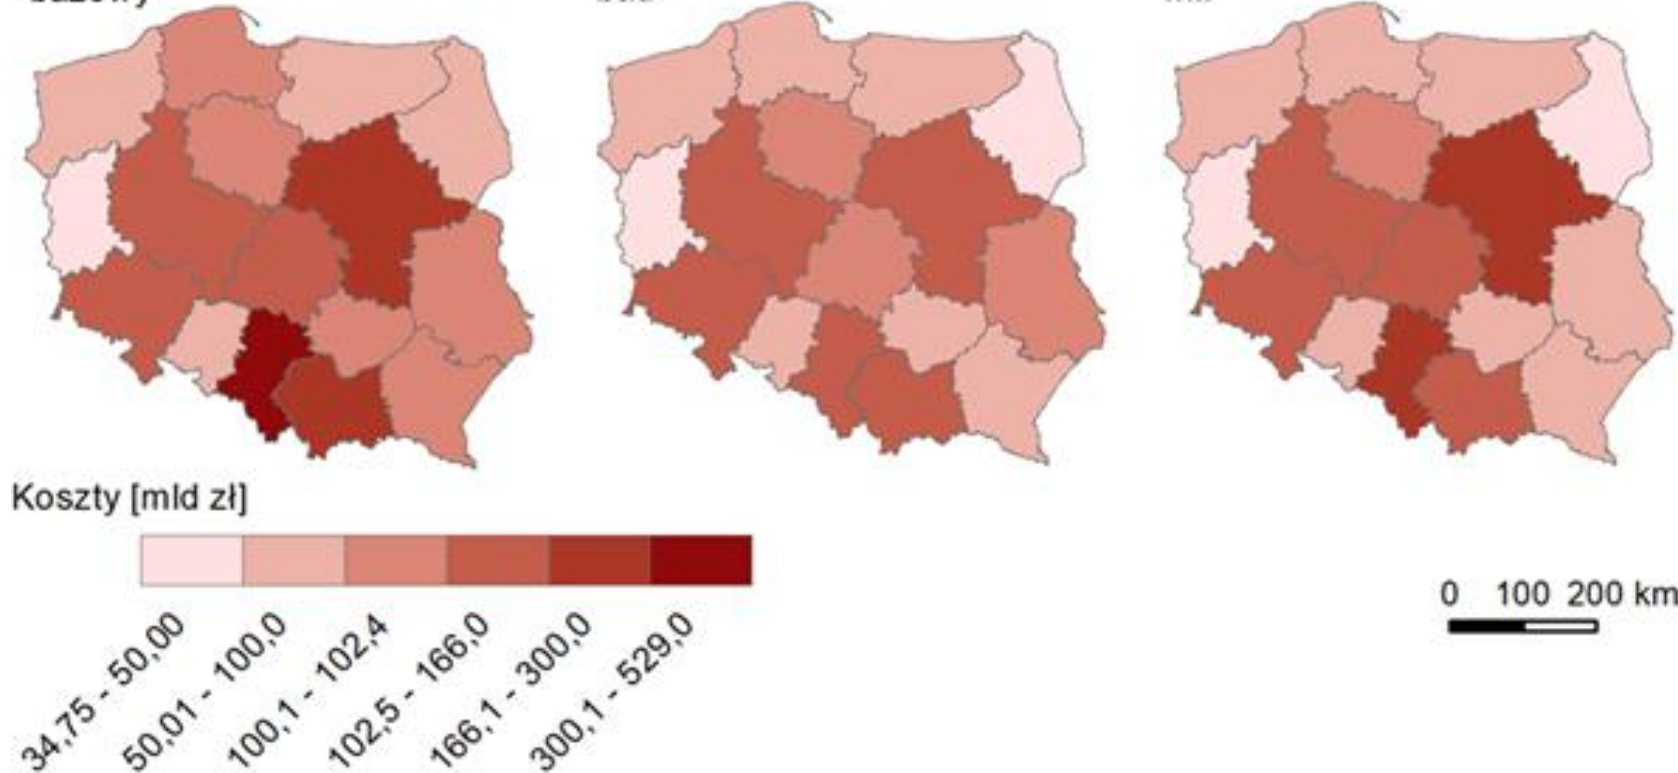 Koszty [mld zł]
0 100 200 km
34,75 - 50,00
50,01 - 100,0
100,1 - 102,4
102,5 - 166,0
166,1 - 300,0
300,1 - 529,0